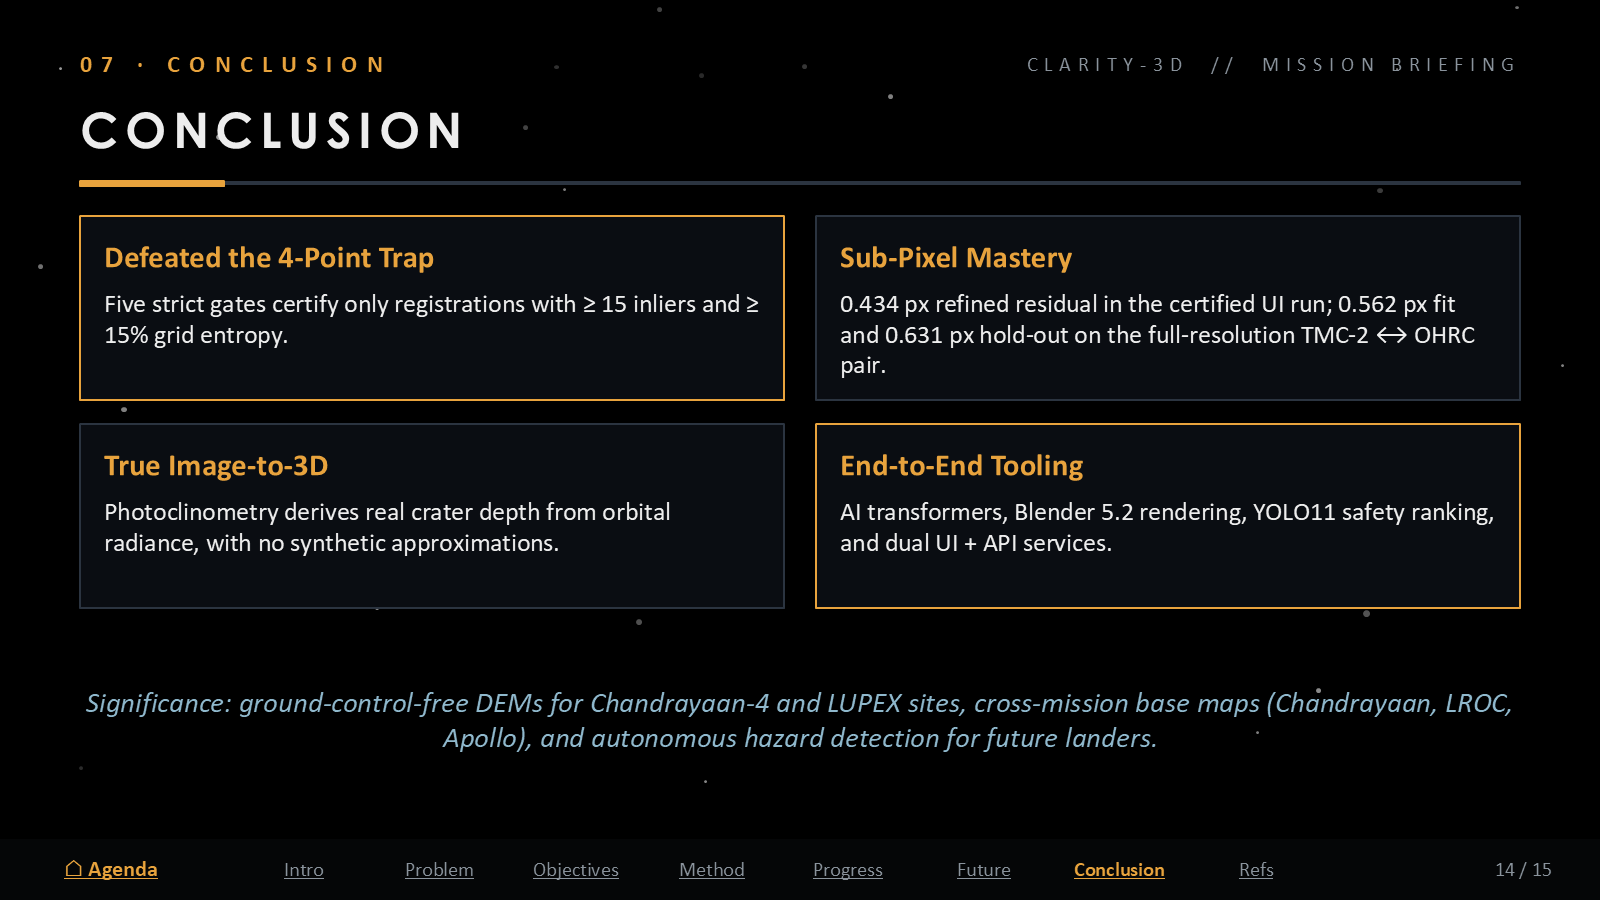 07 · CONCLUSION
CLARITY-3D // MISSION BRIEFING
CONCLUSION
Defeated the 4-Point Trap
Five strict gates certify only registrations with ≥ 15 inliers and ≥
15% grid entropy.
Sub-Pixel Mastery
0.434 px refined residual in the certified UI run; 0.562 px fit
and 0.631 px hold-out on the full-resolution TMC-2 ↔ OHRC
pair.
True Image-to-3D
Photoclinometry derives real crater depth from orbital
radiance, with no synthetic approximations.
End-to-End Tooling
AI transformers, Blender 5.2 rendering, YOLO11 safety ranking,
and dual UI + API services.
Significance: ground-control-free DEMs for Chandrayaan-4 and LUPEX sites, cross-mission base maps (Chandrayaan, LROC,
Apollo), and autonomous hazard detection for future landers.
⌂ Agenda Intro Problem Objectives Method Progress Future Conclusion Refs 14 / 15